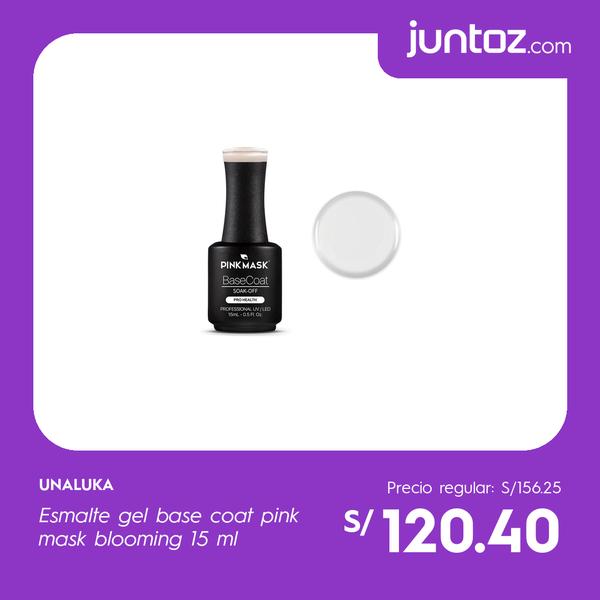 juntoz.com
PINKMASK
BaseCoat
SOAK-OFF
PRO HEALTH
PROFESSIONAL UV / LED
15mL - 0.5 Fl. Oz
UNALUKA
Esmalte gel base coat pink
mask blooming 15 ml
Precio regular: S/156.25
S/ 120.40